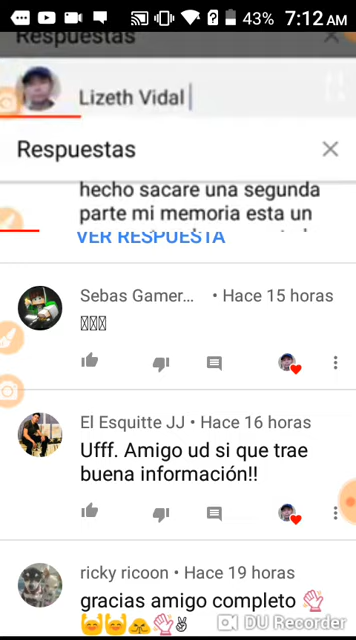 43% 7:12 AM
Respuestas
Lizeth Vidal
Respuestas
hecho sacare una segunda
parte mi memoria esta un
VER RESPUESTA
Sebas Gamer... • Hace 15 horas
El Esquitte JJ • Hace 16 horas
Ufff. Amigo ud si que trae
buena información!!
ricky ricoon • Hace 19 horas
gracias amigo completo
DU Recorder